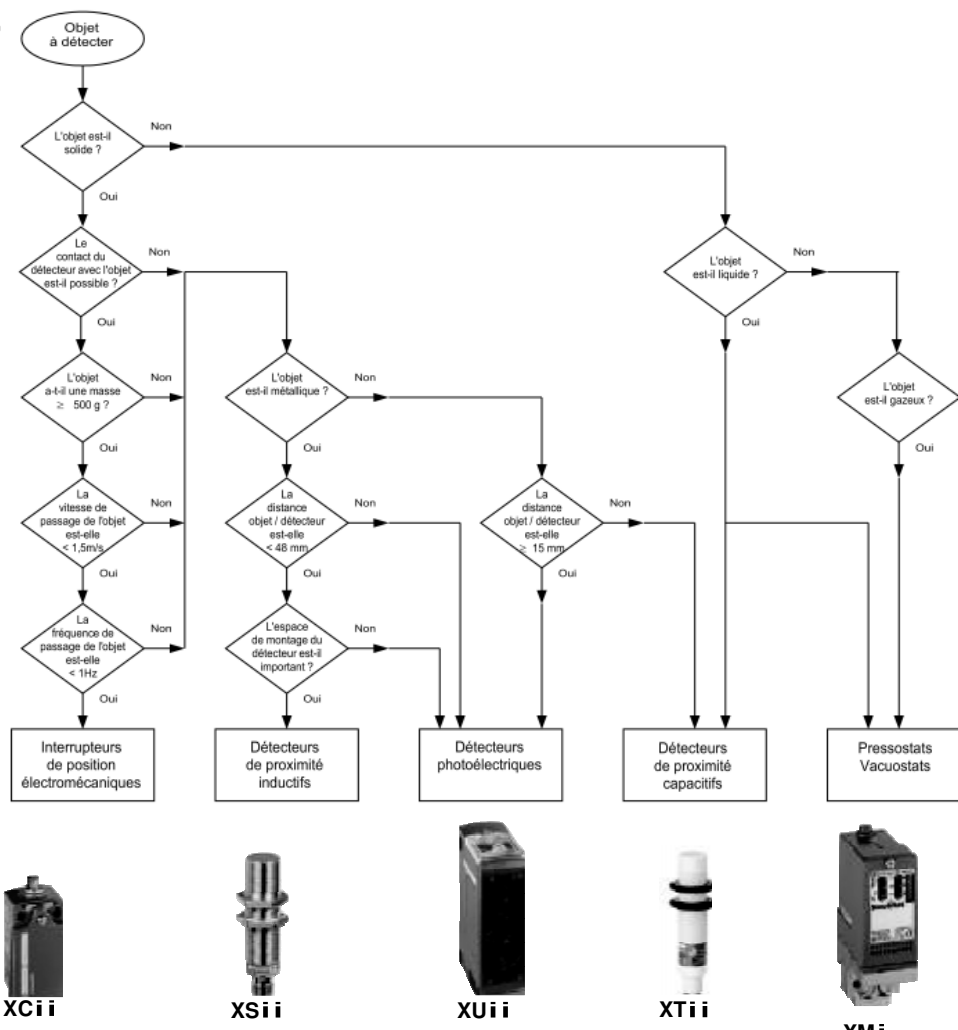 Objet
à détecter
L'objet est-il
solide ?
Non
Oui
Le
contact du
détecteur avec l'objet
est-il possible ?
Non
Oui
L'objet
est-il liquide ?
Non
Oui
L'objet
a-t-il une masse
≥ 500 g ?
Non
Oui
L'objet
est-il métallique ?
Non
Oui
L'objet
est-il gazeux ?
Oui
La
vitesse de
passage de l'objet
est-elle
< 1,5m/s
Non
Oui
La
distance
objet / détecteur
est-elle
< 48 mm
Non
Oui
La
distance
objet / détecteur
est-elle
≥ 15 mm
Non
Oui
La
fréquence de
passage de l'objet
est-elle
< 1Hz
Non
Oui
L'espace
de montage du
détecteur est-il
important ?
Non
Oui
Interrupteurs
de position
électromécaniques
Détecteurs
de proximité
inductifs
Détecteurs
photoélectriques
Détecteurs
de proximité
capacitifs
Pressostats
Vacuostats
XCii
XSii
XUii
XTii
XMi